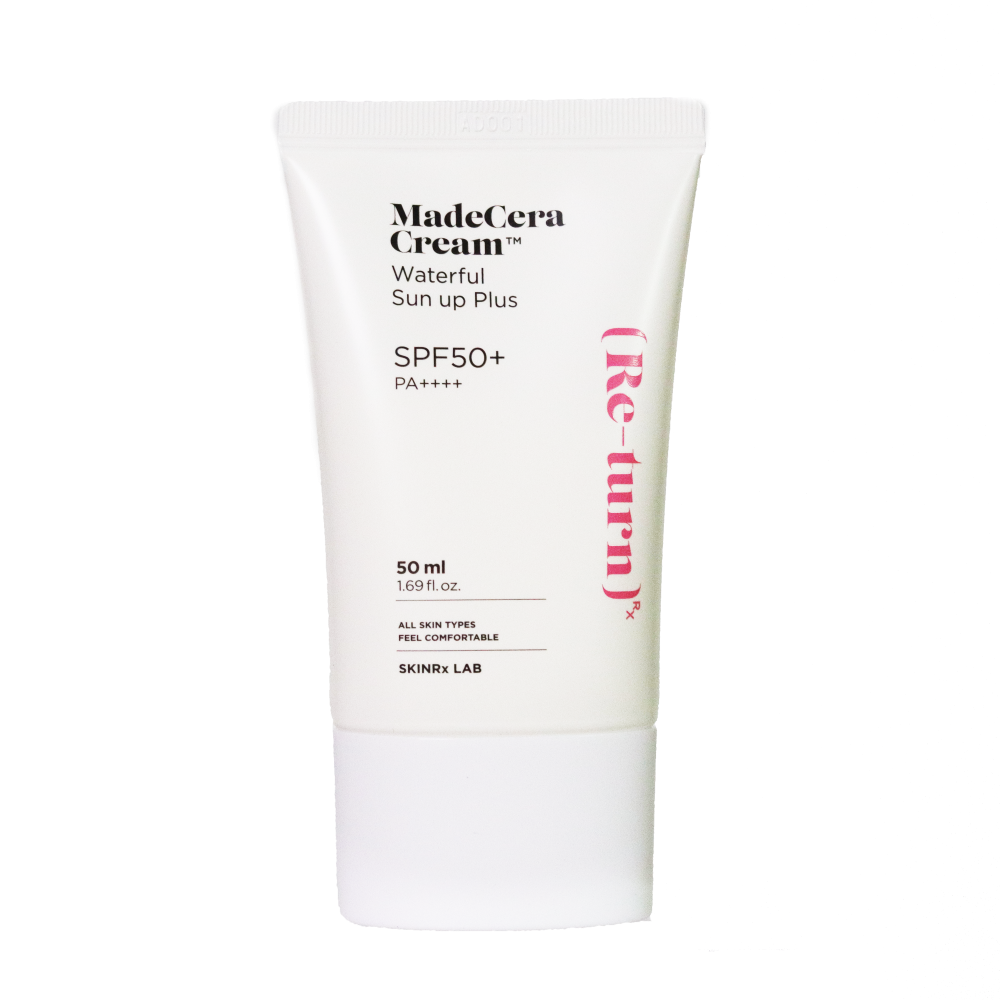 MadeCera
Cream™
Waterful
Sun up Plus
SPF50+
PA++++
(Re-turn)Rx
50 ml
1.69 fl. oz.
ALL SKIN TYPES
FEEL COMFORTABLE
SKINRx LAB